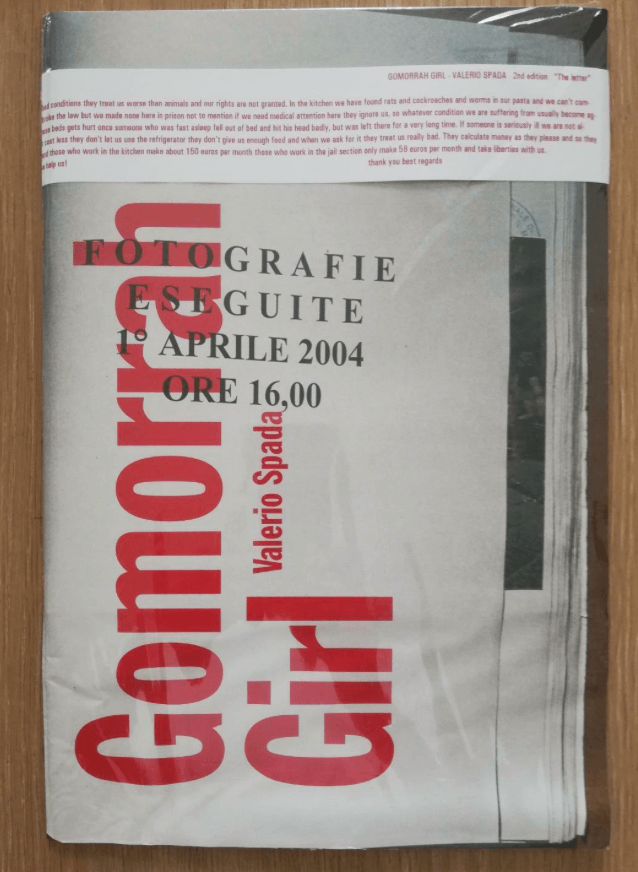 GOMORRAH GIRL - VALERIO SPADA 2nd edition "The letter"
conditions they treat us worse than animals and our rights are not granted. In the kitchen we have found rats and cockroaches and worms in our pasta and we can't com-
the law but we made none here in prison not to mention if we need medical attention here they ignore us, so whatever condition we are suffering from usually become ag-
beds gets hurt once someone who was fast asleep fell out of bed and hit his head badly, but was left there for a very long time. If someone is seriously ill we are not al-
cost less they don't let us use the refrigerator they don't give us enough food and when we ask for it they treat us really bad. They calculate money as they please and so they
those who work in the kitchen make about 150 euros per month those who work in the jail section only make 58 euros per month and take liberties with us.
help us! thank you best regards
FOTOGRAFIE
ESEGUITE
1° APRILE 2004
ORE 16,00
Gomorrah
Girl
Valerio Spada